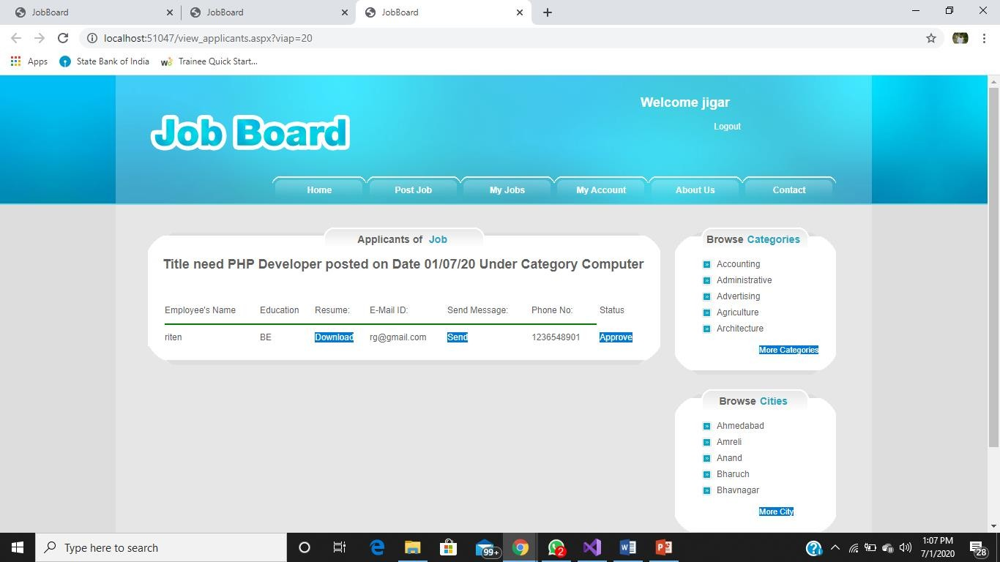 JobBoard
JobBoard
JobBoard
localhost:51047/view_applicants.aspx?viap=20
Apps State Bank of India Trainee Quick Start...
Welcome jigar
Logout
Job Board
Home Post Job My Jobs My Account About Us Contact
Applicants of Job
Title need PHP Developer posted on Date 01/07/20 Under Category Computer
Employee's Name Education Resume: E-Mail ID: Send Message: Phone No: Status
riten BE Download rg@gmail.com Send 1236548901 Approve
Browse Categories
Accounting
Administrative
Advertising
Agriculture
Architecture
More Categories
Browse Cities
Ahmedabad
Amreli
Anand
Bharuch
Bhavnagar
More City
Type here to search
99+
2
1:07 PM
7/1/2020
28